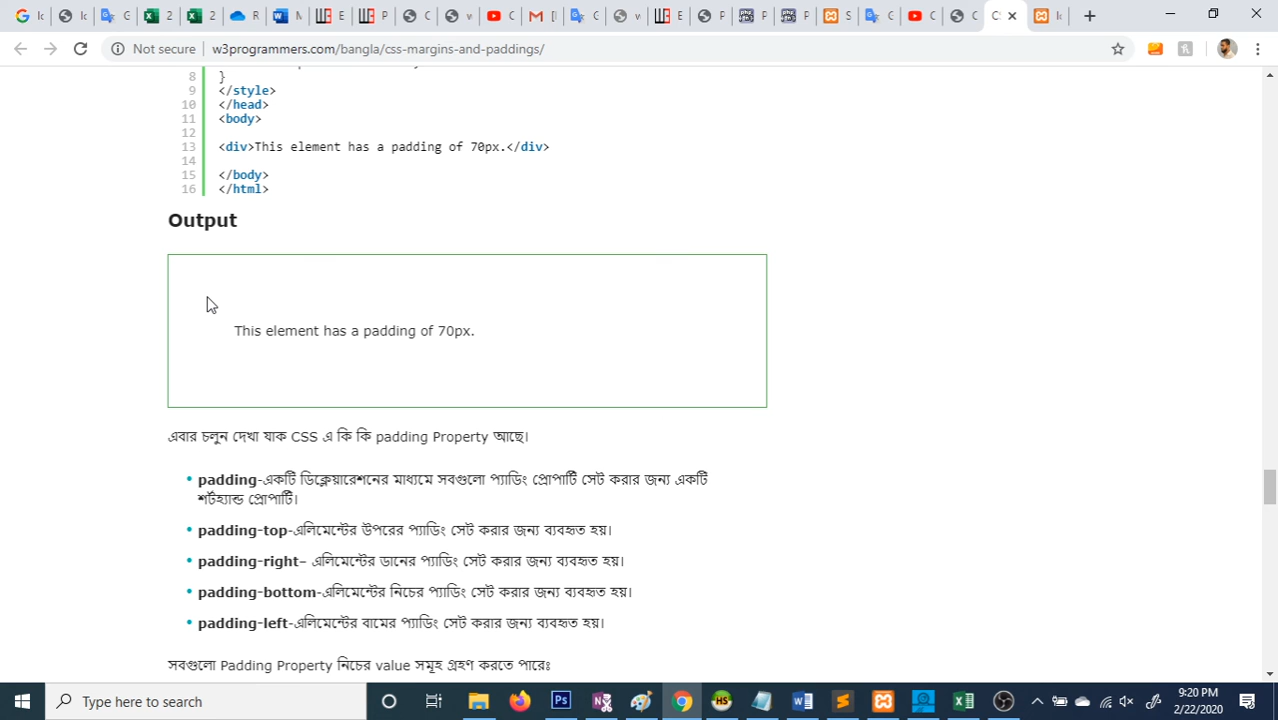 Not secure
w3programmers.com/bangla/css-margins-and-paddings/
8 }
9 </style>
10 </head>
11 <body>
12
13 <div>This element has a padding of 70px.</div>
14
15 </body>
16 </html>
Output
This element has a padding of 70px.
এবার চলুন দেখা যাক CSS এ কি কি padding Property আছে।
• padding-একটি ডিক্লেয়ারেশনের মাধ্যমে সবগুলো প্যাডিং প্রোপার্টি সেট করার জন্য একটি
শর্টহ্যান্ড প্রোপার্টি।
• padding-top-এলিমেন্টের উপরের প্যাডিং সেট করার জন্য ব্যবহৃত হয়।
• padding-right– এলিমেন্টের ডানের প্যাডিং সেট করার জন্য ব্যবহৃত হয়।
• padding-bottom-এলিমেন্টের নিচের প্যাডিং সেট করার জন্য ব্যবহৃত হয়।
• padding-left-এলিমেন্টের বামের প্যাডিং সেট করার জন্য ব্যবহৃত হয়।
সবগুলো Padding Property নিচের value সমূহ গ্রহণ করতে পারেঃ
Type here to search
9:20 PM
2/22/2020